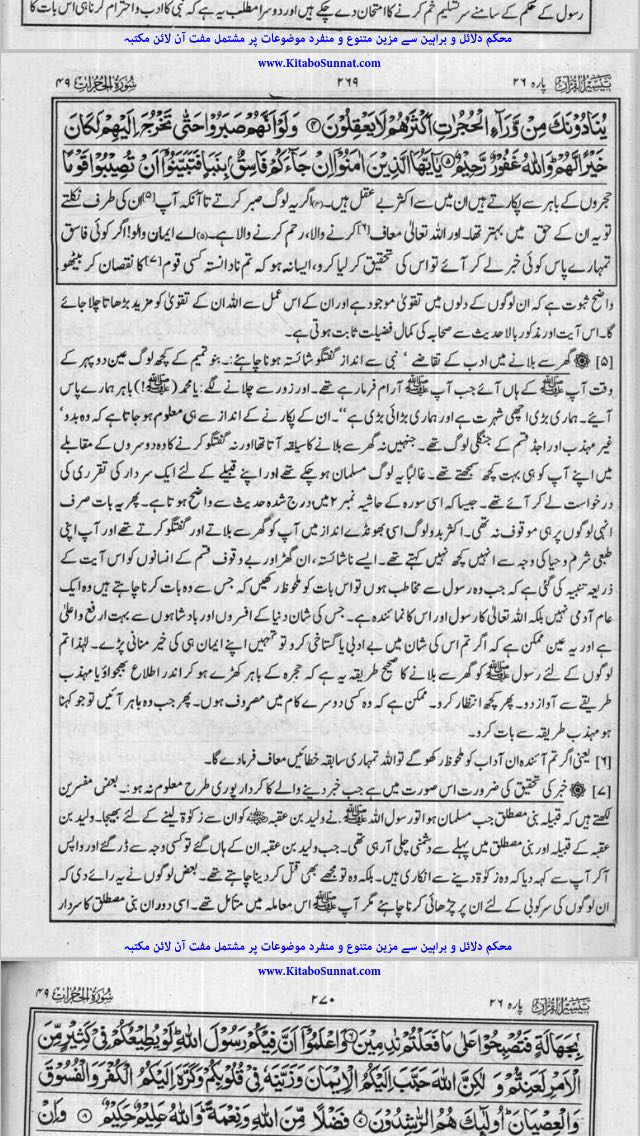 رسول کے حکم کے سامنے سر تسلیم خم کرنے کا امتحان دے چکے ہیں اور دوسرا مطلب یہ ہے کہ نبی کا ادب و احترام کرنا ہی اس بات کا
محکم دلائل و براہین سے مزین متنوع و منفرد موضوعات پر مشتمل مفت آن لائن مکتبہ
www.KitaboSunnat.com
تیسیر القرآن پارہ ۲۶ ۲۶۹ سورۃ الحجرات ۴۹
يُنَادُونَكَ مِنْ وَّرَآءِ الْحُجُرٰتِ اَكْثَرُهُمْ لَا يَعْقِلُوْنَ ۝۴ وَلَوْ اَنَّهُمْ صَبَرُوْا حَتّٰى تَخْرُجَ اِلَيْهِمْ لَكَانَ
خَيْرًا لَّهُمْ ؕ وَاللّٰهُ غَفُوْرٌ رَّحِيْمٌ ۝۵ يٰۤاَيُّهَا الَّذِيْنَ اٰمَنُوْۤا اِنْ جَآءَكُمْ فَاسِقٌۢ بِنَبَاٍ فَتَبَيَّنُوْۤا اَنْ تُصِيْبُوْا قَوْمًا
حجروں کے باہر سے پکارتے ہیں ان میں سے اکثر بے عقل ہیں۔(۴) اگر یہ لوگ صبر کرتے تا آنکہ آپ[۵] ان کی طرف نکلتے
تو یہ ان کے حق میں بہتر تھا۔ اور اللہ تعالیٰ معاف[۶] کرنے والا، رحم کرنے والا ہے۔(۵) اے ایمان والو! اگر کوئی فاسق
تمہارے پاس کوئی خبر لے کر آئے تو اس کی تحقیق کر لیا کرو، ایسا نہ ہو کہ تم نادانستہ کسی قوم[۷] کا نقصان کر بیٹھو
واضح ثبوت ہے کہ ان لوگوں کے دلوں میں تقویٰ موجود ہے اور ان کے اس عمل سے اللہ ان کے تقویٰ کو مزید بڑھاتا چلا جائے
گا۔ اس آیت اور مذکور بالا حدیث سے صحابہ کی کمال فضیلت ثابت ہوتی ہے۔
[۵] ۞ گھر سے بلانے میں ادب کے تقاضے، نبی سے انداز گفتگو شائستہ ہونا چاہئے:۔ بنو تمیم کے کچھ لوگ عین دوپہر کے
وقت آپ ﷺ کے ہاں آئے جب آپ ﷺ آرام فرما رہے تھے۔ اور زور سے چلانے لگے: یا محمد (ﷺ!) باہر ہمارے پاس
آیئے۔ ہماری بڑی اچھی شہرت ہے اور ہماری بڑائی بڑی ہے‘‘۔ ان کے پکارنے کے انداز سے ہی معلوم ہو جاتا ہے کہ وہ بدو،
غیر مہذب اور اجڈ قسم کے جنگلی لوگ تھے۔ جنہیں نہ گھر سے بلانے کا سلیقہ آتا تھا اور نہ گفتگو کرنے کا وہ دوسروں کے مقابلے
میں اپنے آپ کو ہی بہت کچھ سمجھتے تھے۔ غالباً یہ لوگ مسلمان ہو چکے تھے اور اپنے قبیلے کے لئے ایک سردار کی تقرری کی
درخواست لے کر آئے تھے۔ جیسا کہ اسی سورہ کے حاشیہ نمبر ۲ میں درج شدہ حدیث سے واضح ہوتا ہے۔ پھر یہ بات صرف
انہی لوگوں پر ہی موقوف نہ تھی۔ اکثر بدو لوگ اسی بھونڈے انداز میں آپ کو گھر سے بلاتے اور گفتگو کرتے تھے اور آپ اپنی
طبعی شرم و حیا کی وجہ سے انہیں کچھ نہیں کہتے تھے۔ ایسے ناشائستہ، ان گھڑ اور بے وقوف قسم کے انسانوں کو اس آیت کے
ذریعہ تنبیہ کی گئی ہے کہ جب وہ رسول سے مخاطب ہوں تو اس بات کو ملحوظ رکھیں کہ جس سے وہ بات کرنا چاہتے ہیں وہ ایک
عام آدمی نہیں بلکہ اللہ تعالیٰ کا رسول اور اس کا نمائندہ ہے۔ جس کی شان دنیا کے افسروں اور بادشاہوں سے بہت ارفع و اعلیٰ
ہے اور یہ عین ممکن ہے کہ اگر تم اس کی شان میں بے ادبی یا گستاخی کرو تو تمہیں اپنے ایمان ہی کی خیر منانی پڑے۔ لہٰذا تم
لوگوں کے لئے رسول ﷺ کو گھر سے بلانے کا صحیح طریقہ یہ ہے کہ حجرہ کے باہر کھڑے ہو کر اندر اطلاع بھجواؤ یا مہذب
طریقے سے آواز دو۔ پھر کچھ انتظار کرو۔ ممکن ہے کہ وہ کسی دوسرے کام میں مصروف ہوں۔ پھر جب وہ باہر آئیں تو جو کہنا
ہو مہذب طریقہ سے بات کرو۔
[۶] یعنی اگر تم آئندہ ان آداب کو ملحوظ رکھو گے تو اللہ تمہاری سابقہ خطائیں معاف فرما دے گا۔
[۷] ۞ خبر کی تحقیق کی ضرورت اس صورت میں ہے جب خبر دینے والے کا کردار پوری طرح معلوم نہ ہو:۔ بعض مفسرین
لکھتے ہیں کہ قبیلہ بنی مصطلق جب مسلمان ہوا تو رسول اللہ ﷺ نے ولید بن عقبہ ؓ کو ان سے زکوٰۃ لینے کے لئے بھیجا۔ ولید بن
عقبہ کے قبیلہ اور بنی مصطلق میں پہلے سے دشمنی چلی آ رہی تھی۔ جب ولید بن عقبہ ان کے ہاں گئے تو کسی وجہ سے ڈر گئے اور واپس
آ کر آپ سے کہہ دیا کہ وہ زکوٰۃ دینے سے انکاری ہیں۔ بلکہ وہ تو مجھے بھی قتل کر دینا چاہتے تھے۔ بعض لوگوں نے یہ رائے دی کہ
ان لوگوں کی سرکوبی کے لئے ان پر چڑھائی کرنا چاہئے مگر آپ ﷺ اس معاملہ میں متامل تھے۔ اسی دوران بنی مصطلق کا سردار
محکم دلائل و براہین سے مزین متنوع و منفرد موضوعات پر مشتمل مفت آن لائن مکتبہ
www.KitaboSunnat.com
تیسیر القرآن پارہ ۲۶ ۲۷۰ سورۃ الحجرات ۴۹
بِجَهَالَةٍ فَتُصْبِحُوْا عَلٰى مَا فَعَلْتُمْ نٰدِمِيْنَ ۝۶ وَاعْلَمُوْۤا اَنَّ فِيْكُمْ رَسُوْلَ اللّٰهِ ؕ لَوْ يُطِيْعُكُمْ فِيْ كَثِيْرٍ مِّنَ
الْاَمْرِ لَعَنِتُّمْ وَلٰكِنَّ اللّٰهَ حَبَّبَ اِلَيْكُمُ الْاِيْمَانَ وَزَيَّنَهٗ فِيْ قُلُوْبِكُمْ وَكَرَّهَ اِلَيْكُمُ الْكُفْرَ وَالْفُسُوْقَ
وَالْعِصْيَانَ ؕ اُولٰٓئِكَ هُمُ الرّٰشِدُوْنَ ۝۷ فَضْلًا مِّنَ اللّٰهِ وَنِعْمَةً ؕ وَاللّٰهُ عَلِيْمٌ حَكِيْمٌ ۝۸ وَاِنْ